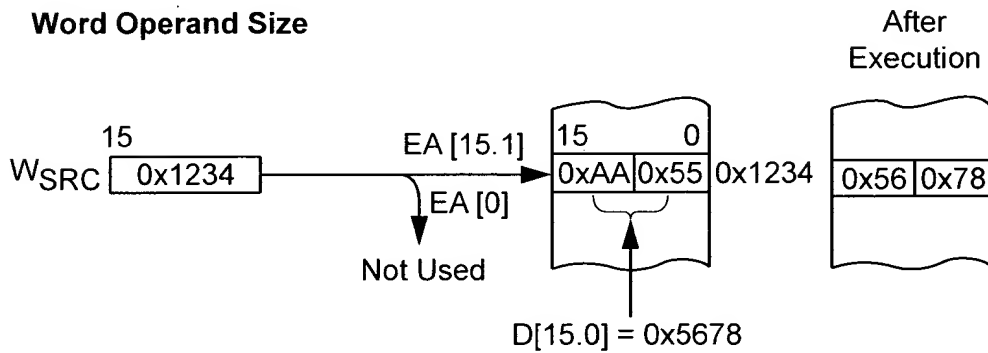 Word Operand Size
After
Execution
15
EA [15.1]
15 0
WSRC 0x1234
0xAA 0x55 0x1234
0x56 0x78
EA [0]
Not Used
D[15.0] = 0x5678